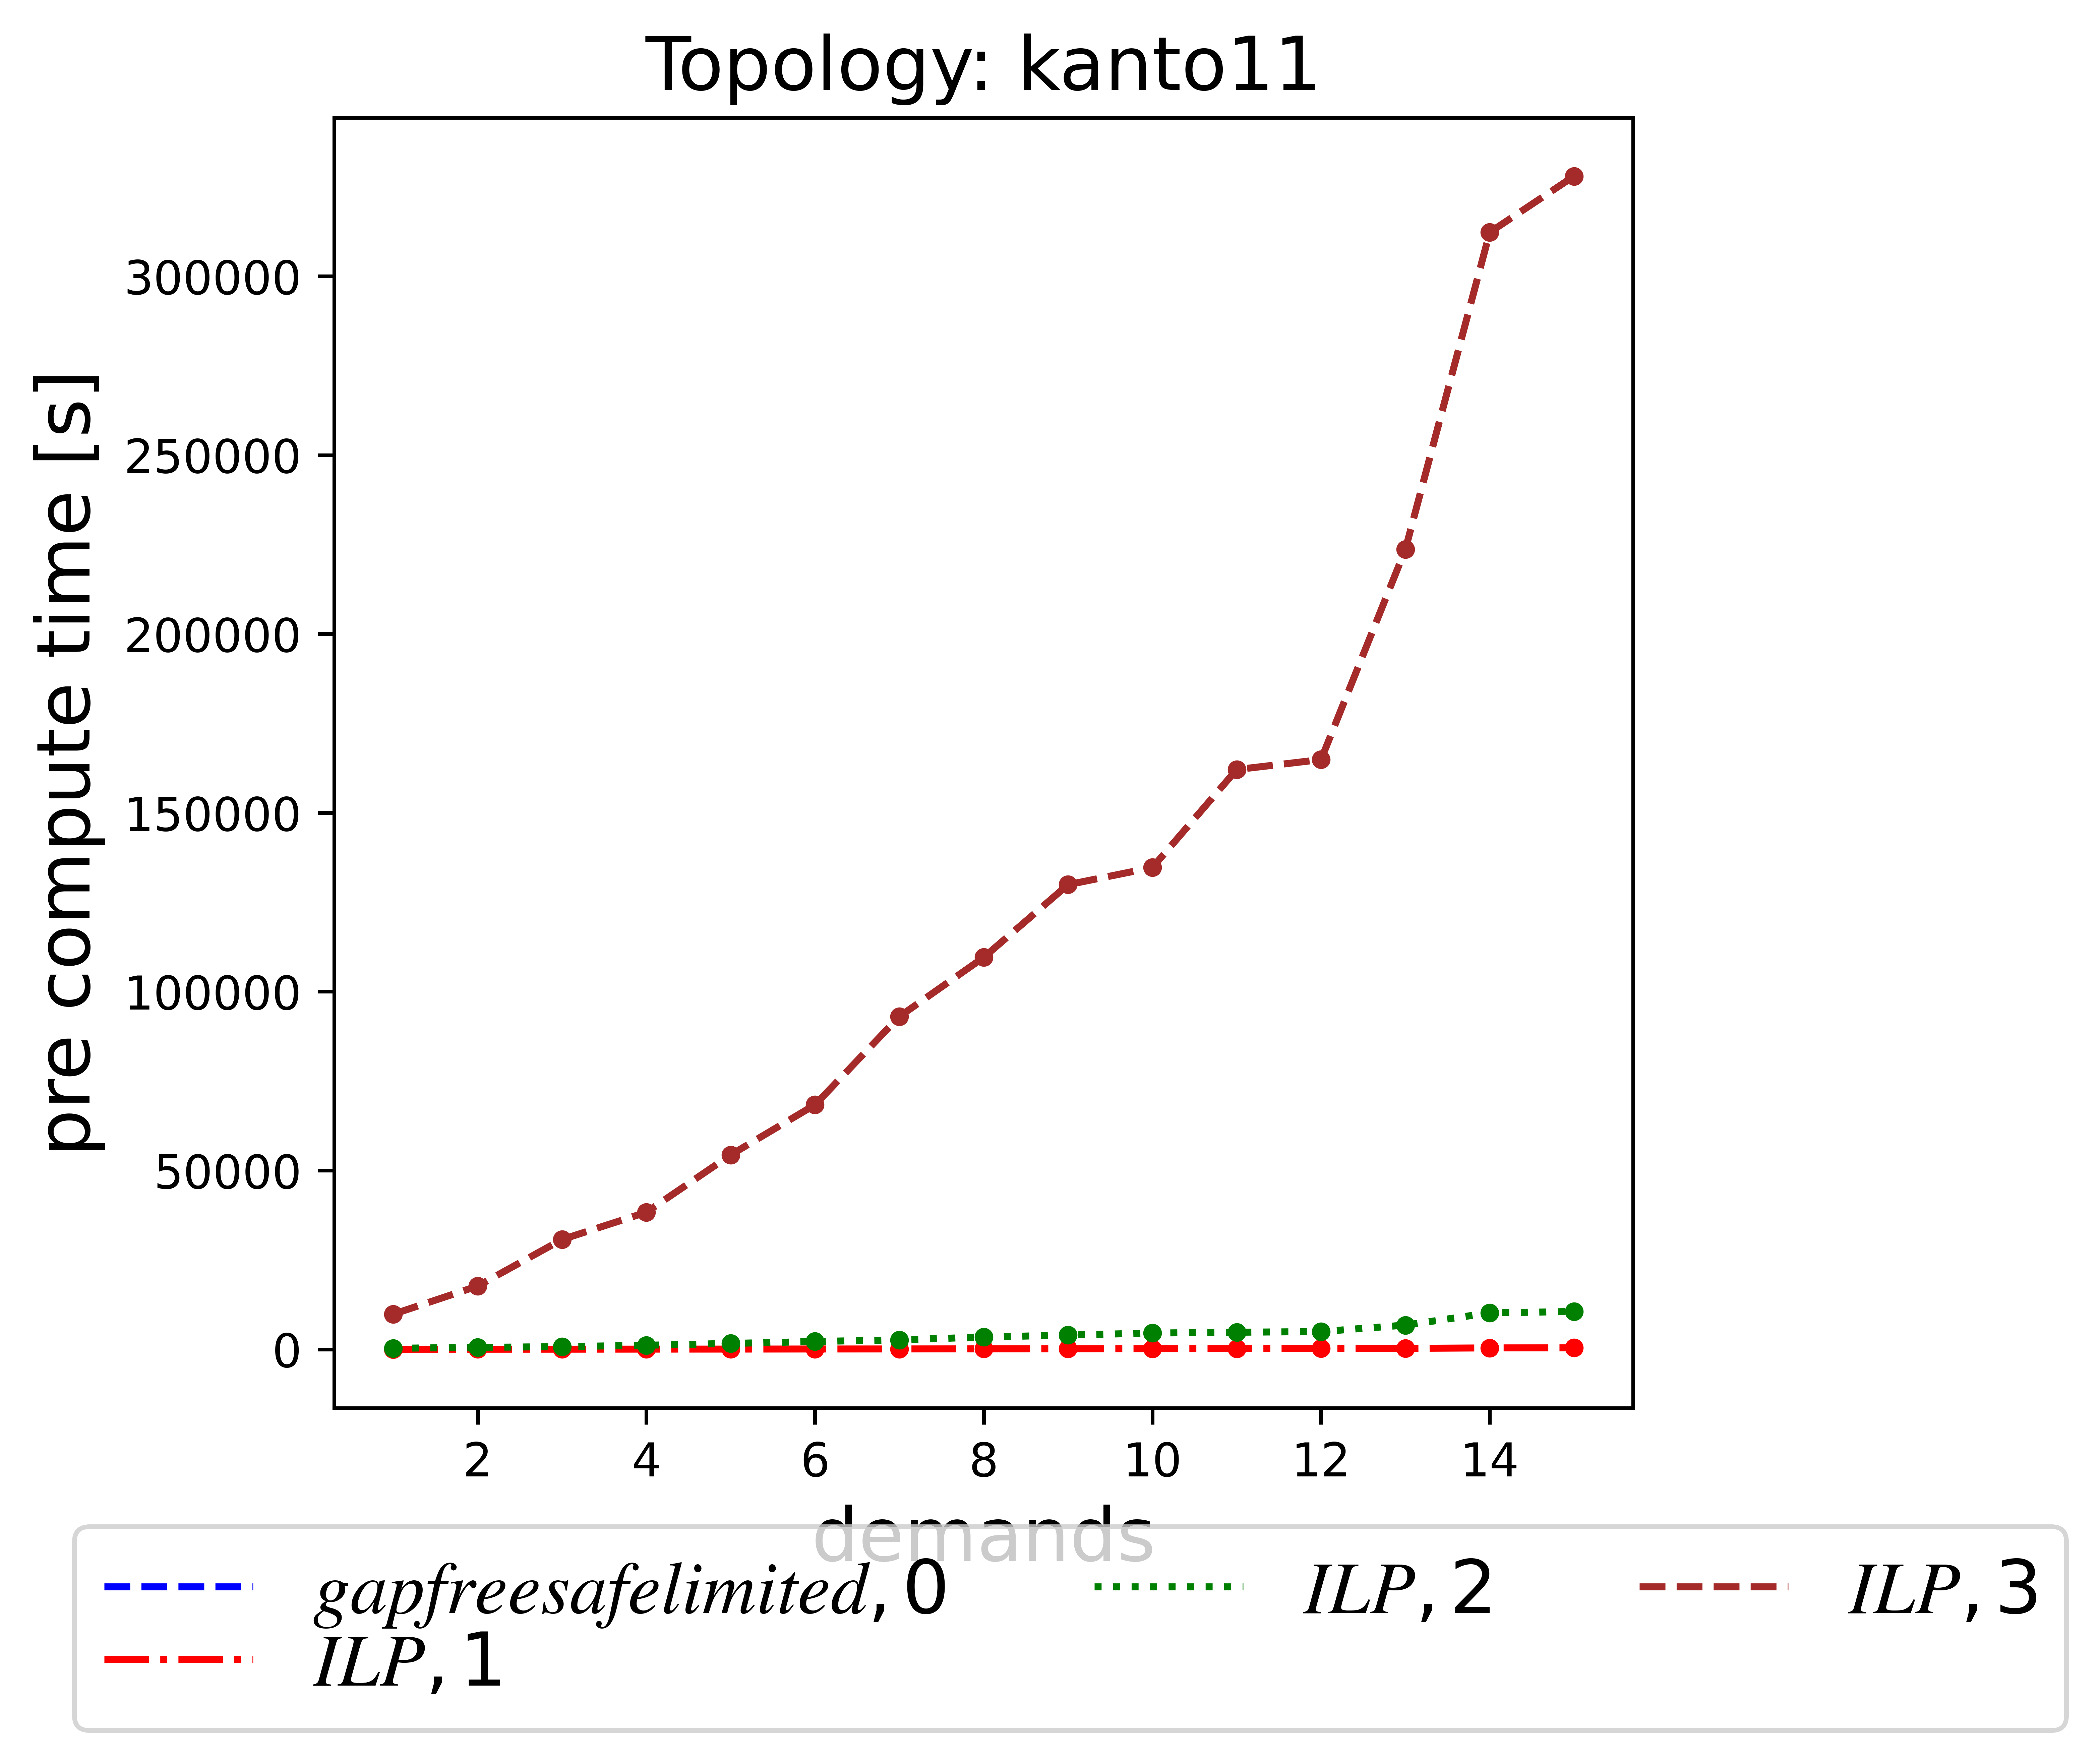 Topology: kanto11
pre compute time [s]
300000
250000
200000
150000
100000
50000
0
2 4 6 8 10 12 14
demands
gapfreesafelimited, 0 ILP, 2 ILP, 3
ILP, 1